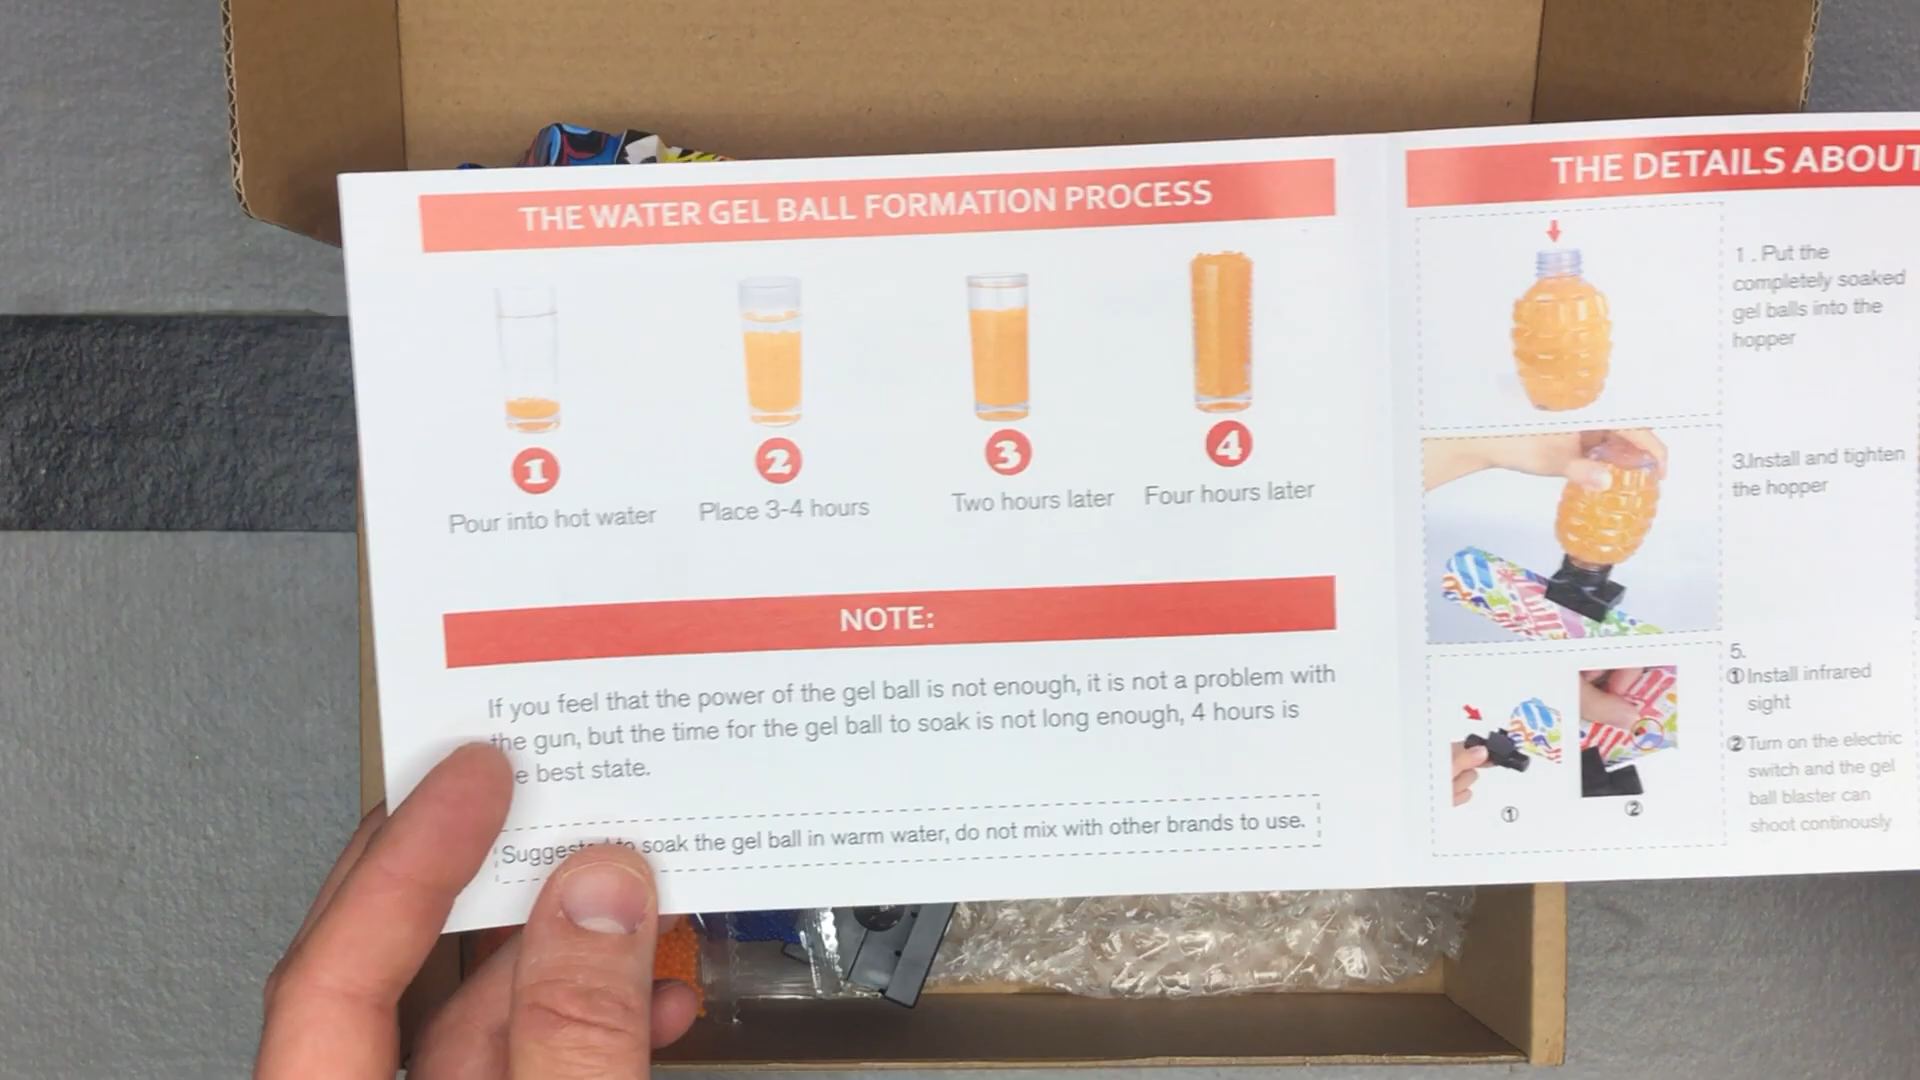 THE WATER GEL BALL FORMATION PROCESS
1
Pour into hot water
2
Place 3-4 hours
3
Two hours later
4
Four hours later
NOTE:
If you feel that the power of the gel ball is not enough, it is not a problem with
the gun, but the time for the gel ball to soak is not long enough, 4 hours is
e best state.
soak the gel ball in warm water, do not mix with other brands to use.
THE DETAILS ABOUT
1 . Put the
completely soaked
gel balls into the
hopper
3.Install and tighten
the hopper
5.
①Install infrared
sight
②Turn on the electric
switch and the gel
ball blaster can
shoot continously
①
②